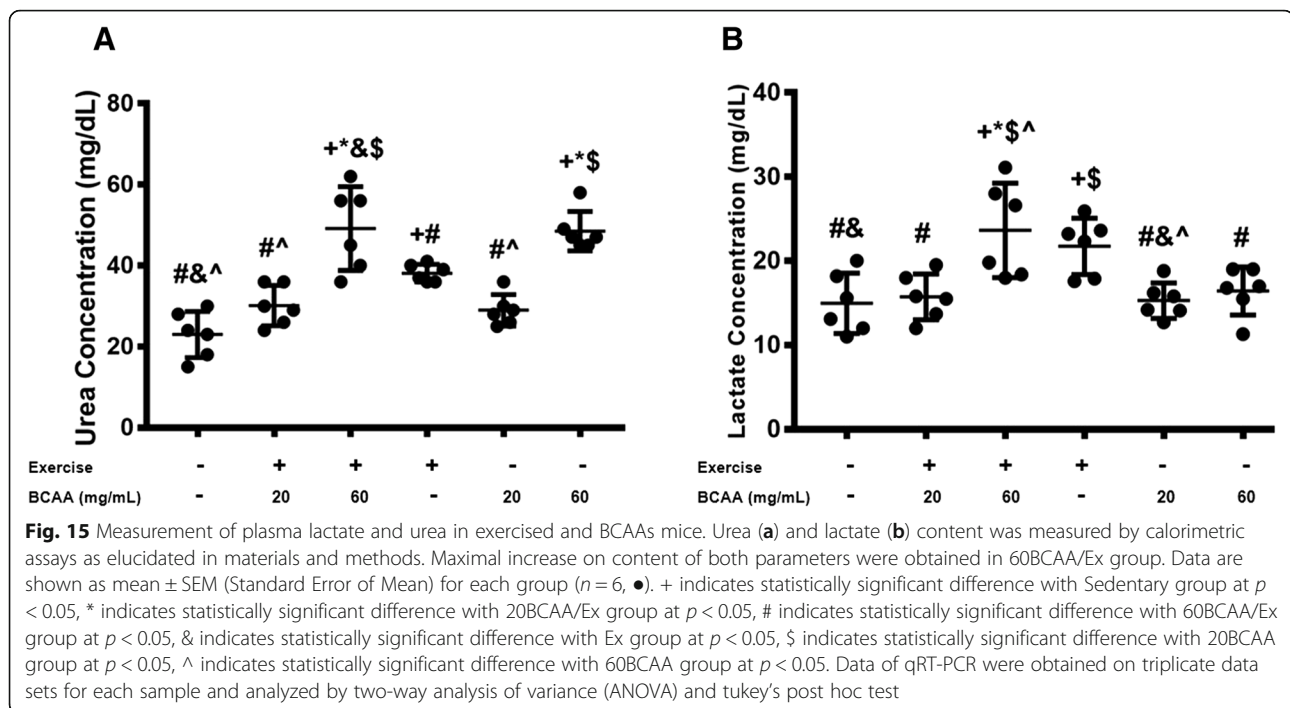 A
B
Urea Concentration (mg/dL)
80
60
40
20
0
#&^
#^
+*&$
+#
#^
+*$
Exercise - + + + - -
BCAA (mg/mL) - 20 60 - 20 60
Lactate Concentration (mg/dL)
40
30
20
10
0
#&
#
+*$^
+$
#&^
#
Exercise - + + + - -
BCAA (mg/mL) - 20 60 - 20 60
Fig. 15 Measurement of plasma lactate and urea in exercised and BCAAs mice. Urea (a) and lactate (b) content was measured by calorimetric
assays as elucidated in materials and methods. Maximal increase on content of both parameters were obtained in 60BCAA/Ex group. Data are
shown as mean ± SEM (Standard Error of Mean) for each group (n = 6, ●). + indicates statistically significant difference with Sedentary group at p
< 0.05, * indicates statistically significant difference with 20BCAA/Ex group at p < 0.05, # indicates statistically significant difference with 60BCAA/Ex
group at p < 0.05, & indicates statistically significant difference with Ex group at p < 0.05, $ indicates statistically significant difference with 20BCAA
group at p < 0.05, ^ indicates statistically significant difference with 60BCAA group at p < 0.05. Data of qRT-PCR were obtained on triplicate data
sets for each sample and analyzed by two-way analysis of variance (ANOVA) and tukey's post hoc test